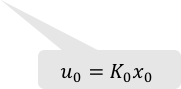 u₀ = K₀x₀